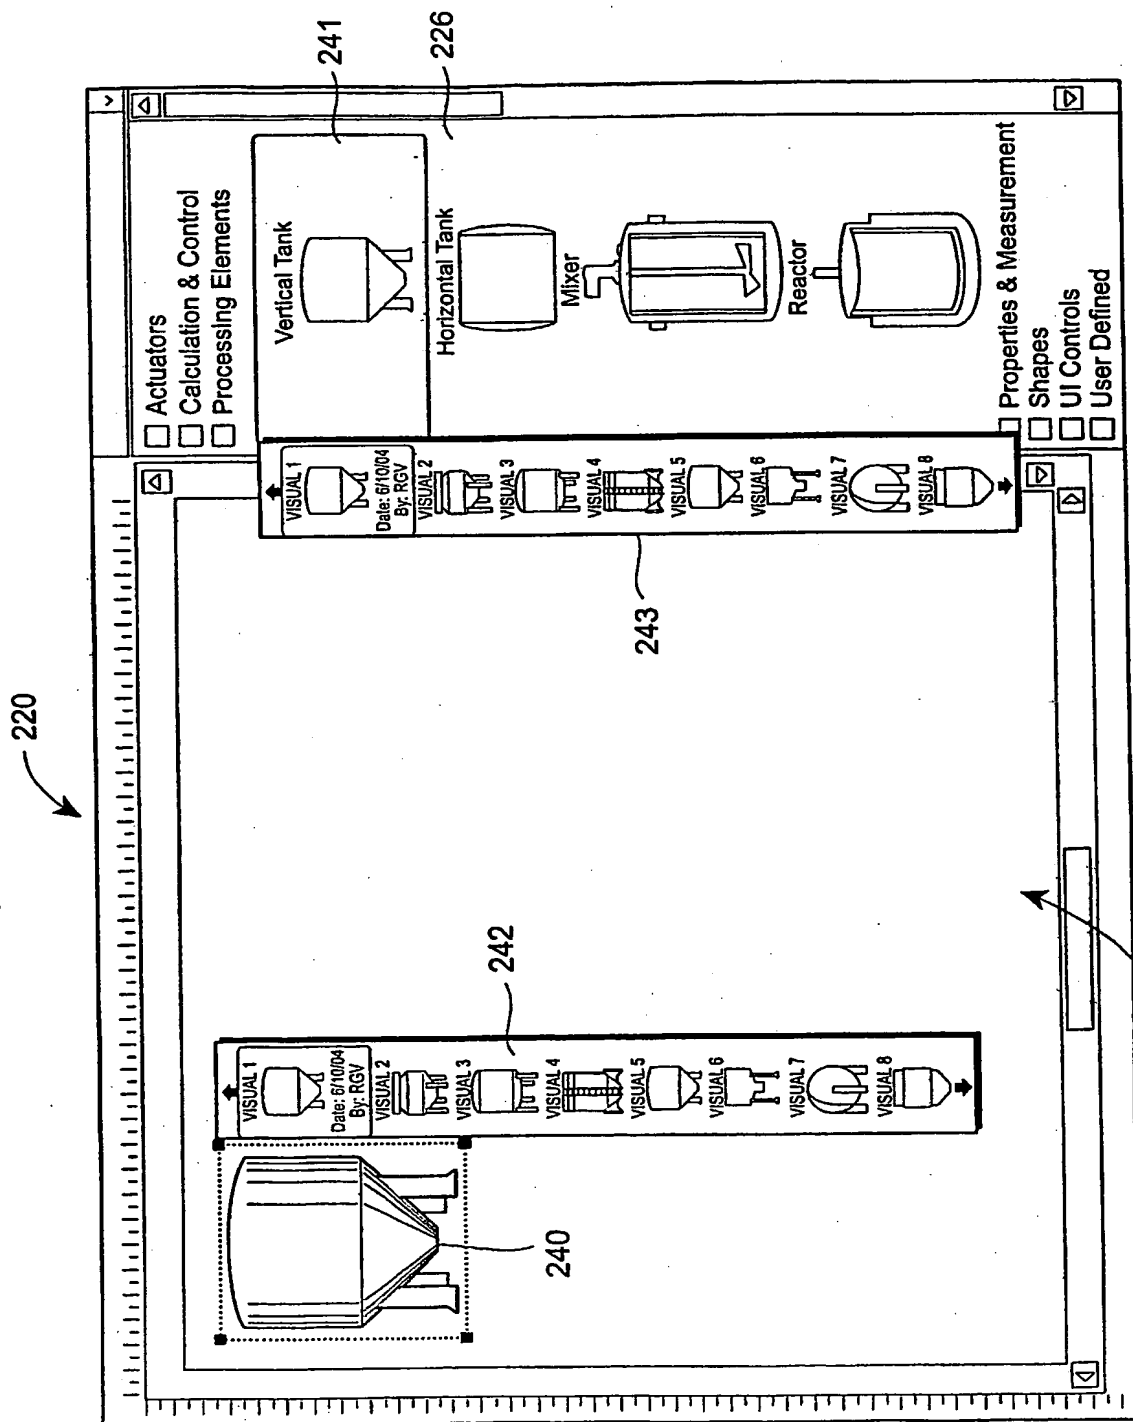 220
241
226
Actuators
Calculation & Control
Processing Elements
Vertical Tank
Horizontal Tank
Mixer
Reactor
Properties & Measurement
Shapes
UI Controls
User Defined
VISUAL 1
Date: 6/10/04
By: RGV
VISUAL 2
VISUAL 3
VISUAL 4
VISUAL 5
VISUAL 6
VISUAL 7
VISUAL 8
243
VISUAL 1
Date: 6/10/04
By: RGV
VISUAL 2
VISUAL 3
VISUAL 4
VISUAL 5
VISUAL 6
VISUAL 7
VISUAL 8
242
240